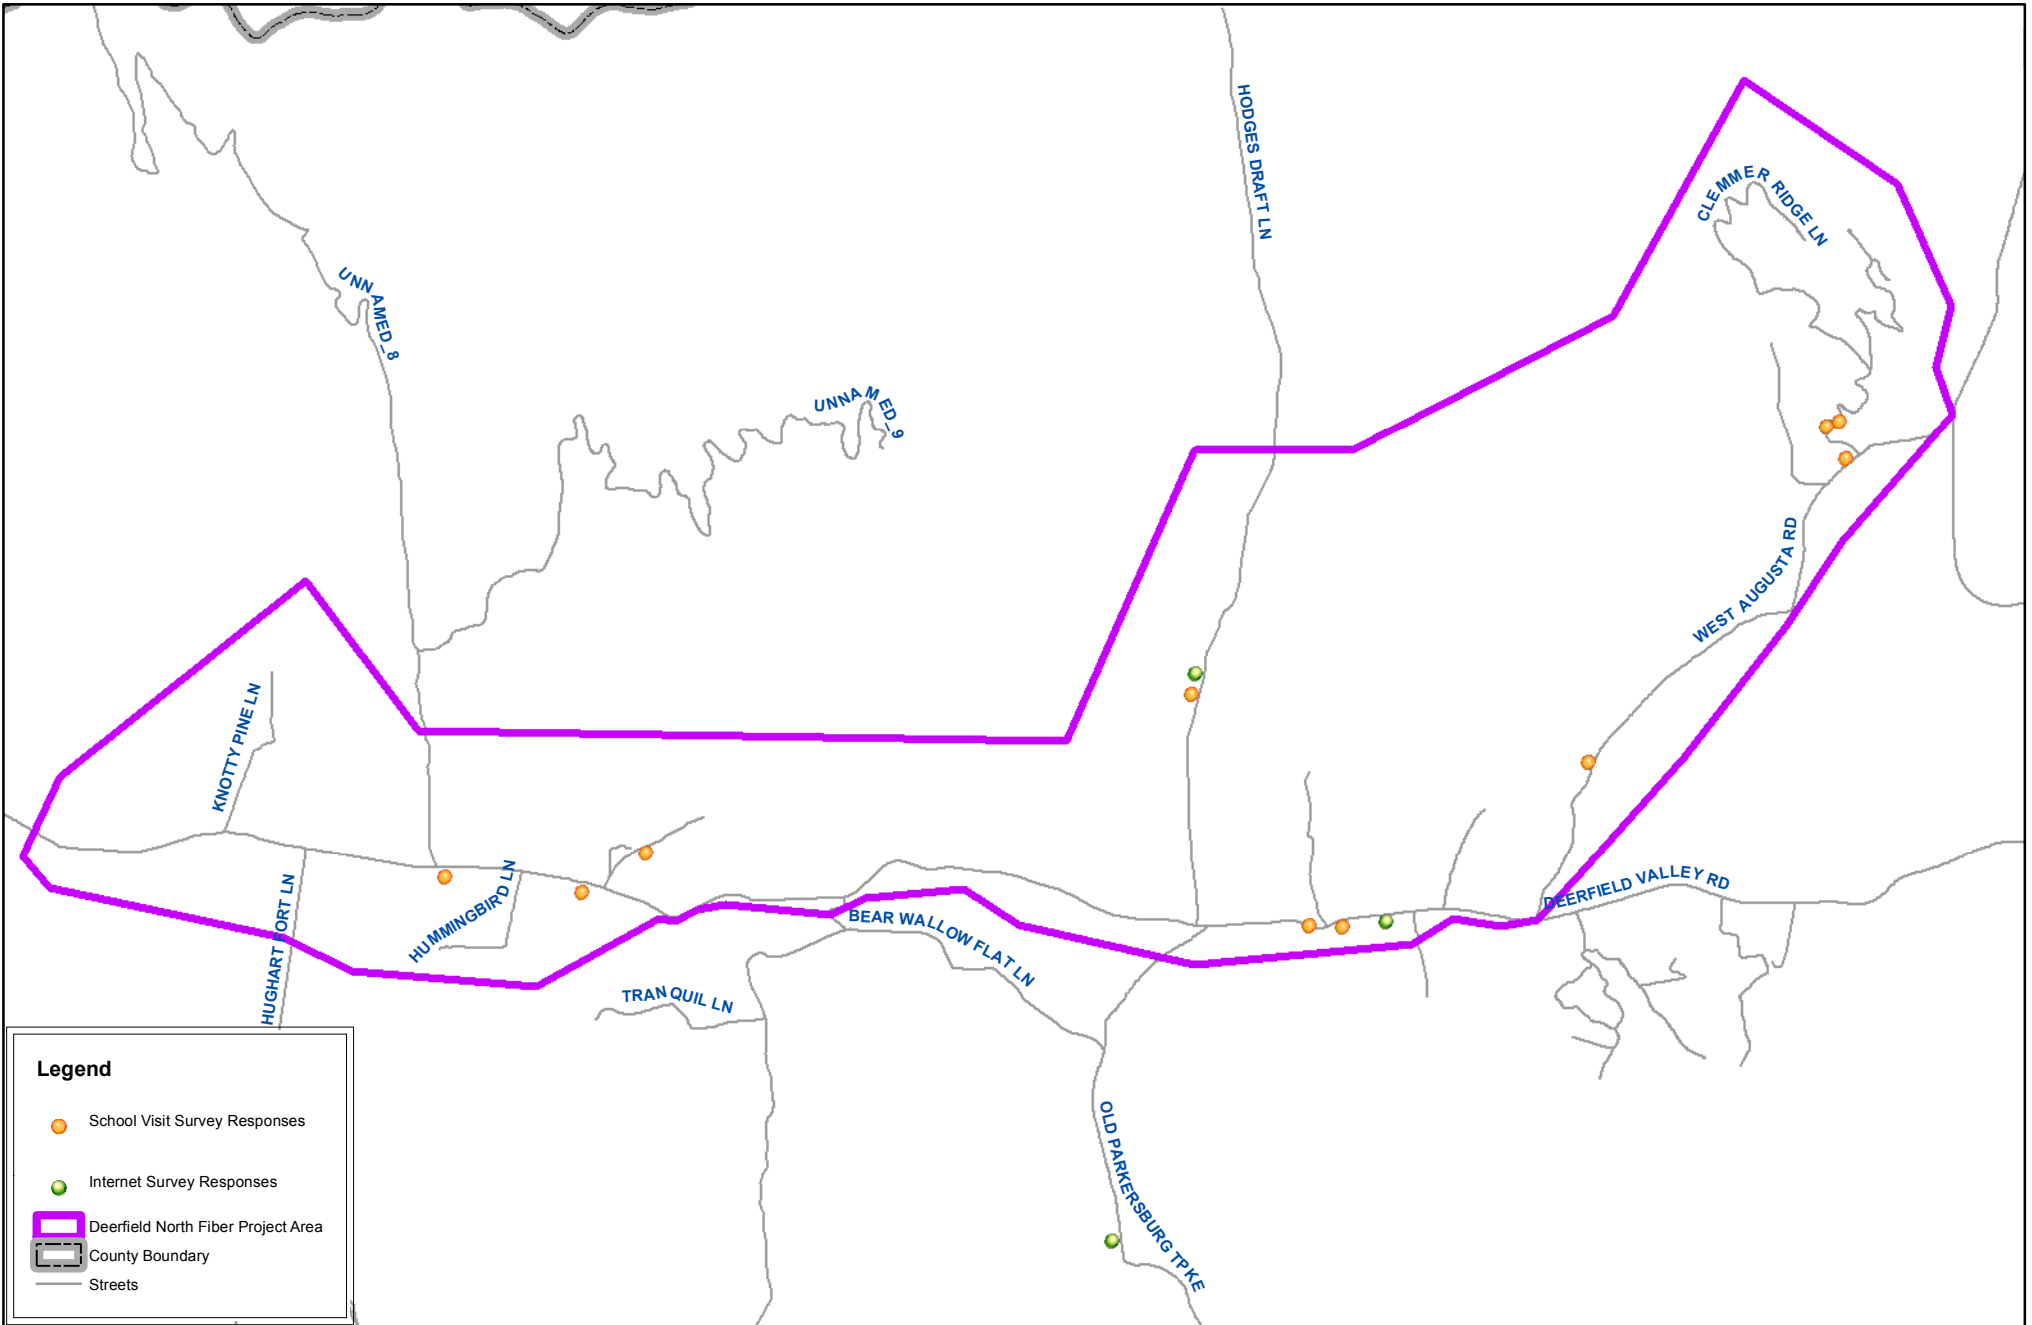 HODGES DRAFT LN
CLEMMER RIDGE LN
UNNAMED_8
UNNAMED_9
WEST AUGUSTA RD
KNOTTY PINE LN
HUGHART FORT LN
HUMMINGBIRD LN
DEERFIELD VALLEY RD
BEAR WALLOW FLAT LN
TRANQUIL LN
OLD PARKERSBURG TPKE
Legend
School Visit Survey Responses
Internet Survey Responses
Deerfield North Fiber Project Area
County Boundary
Streets